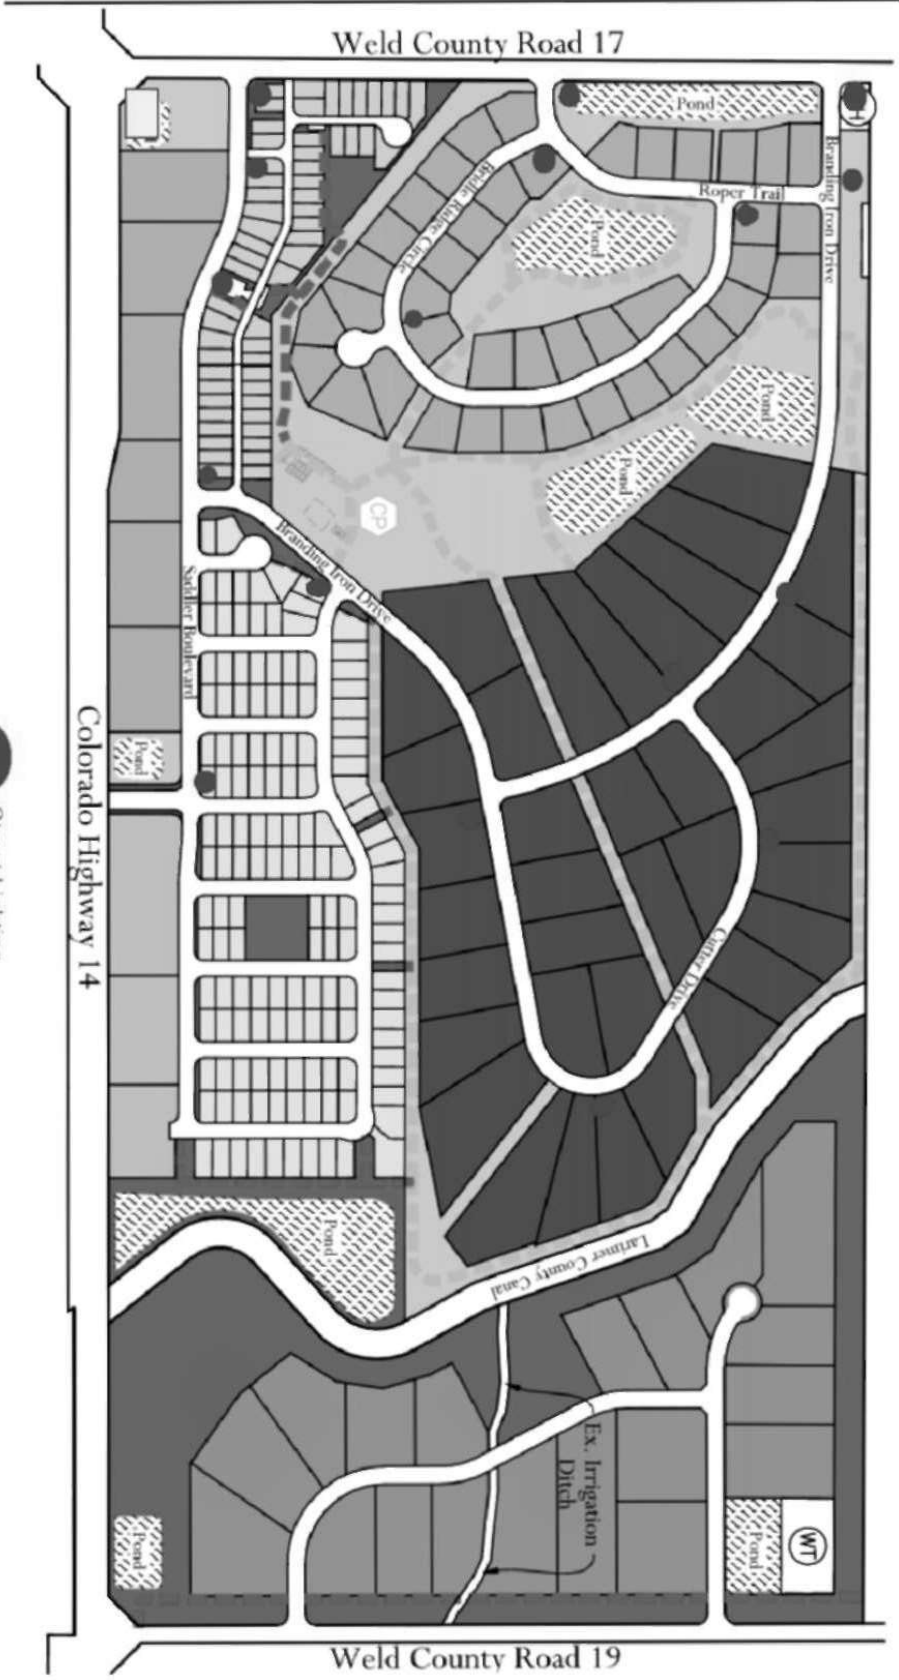 Weld County Road 17
Pond
Branding Iron Drive
Roper Trail
Bridle Ridge Circle
Pond
Pond
Pond
CP
Branding Iron Drive
Saddler Boulevard
Colorado Highway 14
Pond
Cutler Drive
Pond
Larimer County Canal
Ex. Irrigation
Ditch
Pond
Pond
WT
Weld County Road 19